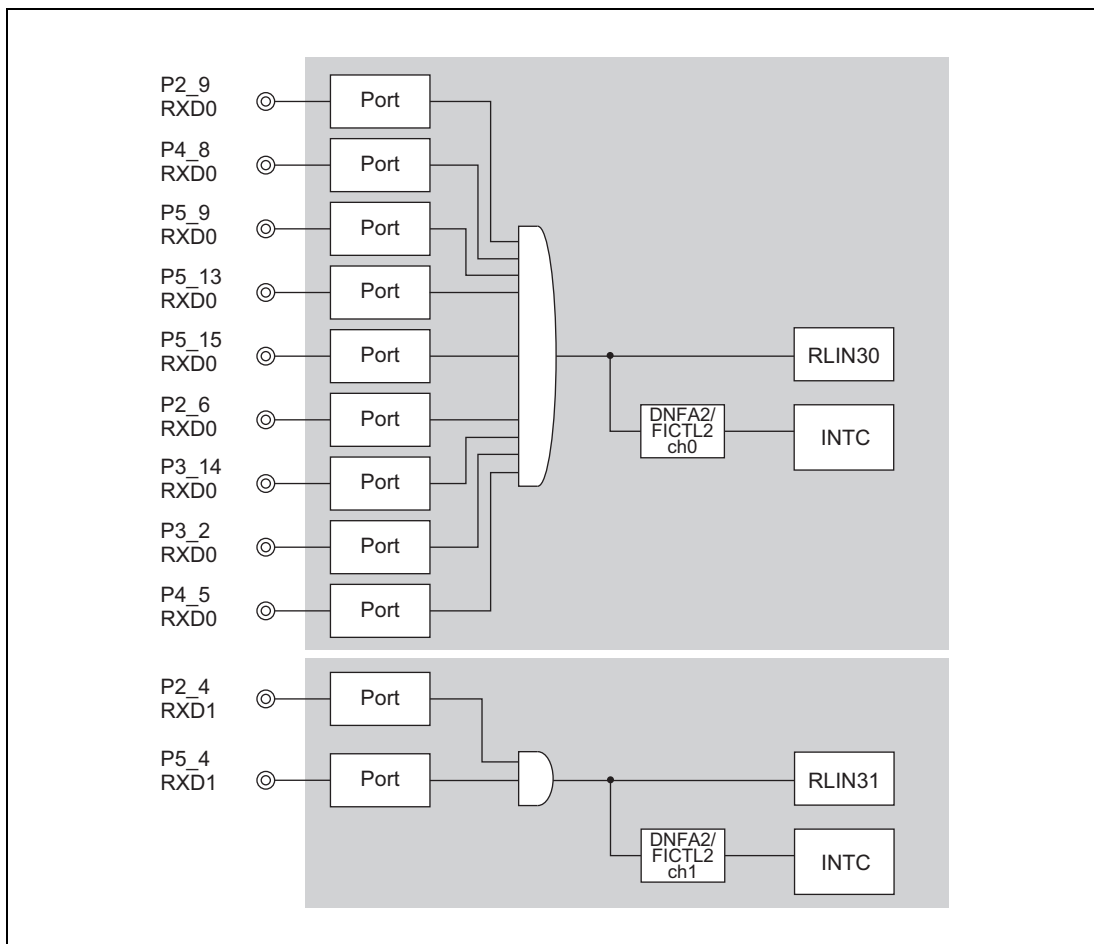 P2_9
RXD0
Port
P4_8
RXD0
Port
P5_9
RXD0
Port
P5_13
RXD0
Port
P5_15
RXD0
Port
RLIN30
P2_6
RXD0
Port
DNFA2/
FICTL2
ch0
INTC
P3_14
RXD0
Port
P3_2
RXD0
Port
P4_5
RXD0
Port
P2_4
RXD1
Port
P5_4
RXD1
Port
RLIN31
DNFA2/
FICTL2
ch1
INTC